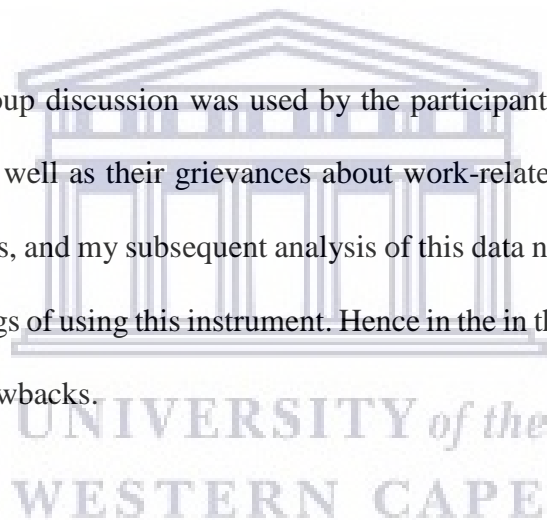 oup discussion was used by the participant
well as their grievances about work-relate
s, and my subsequent analysis of this data n
gs of using this instrument. Hence in the in th
wbacks.
UNIVERSITY of the
WESTERN CAPE